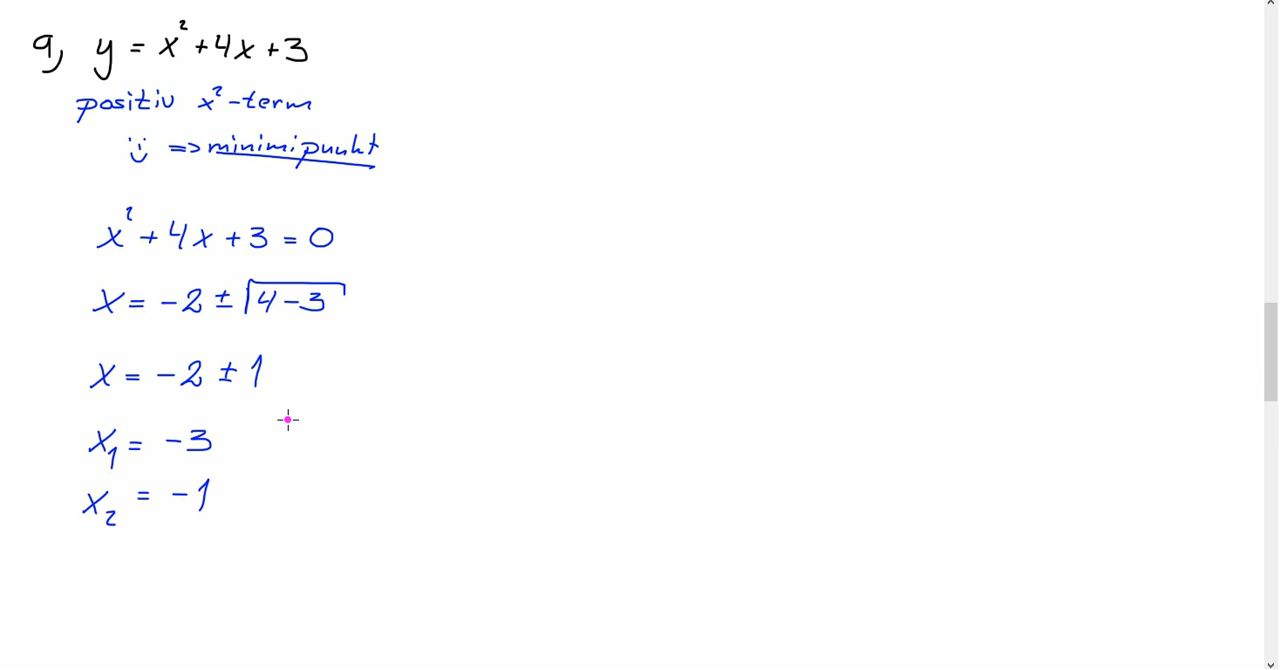 a) y = x² + 4x + 3
positiv x²-term
⇒ minimipunkt
x² + 4x + 3 = 0
x = -2 ± √(4-3)
x = -2 ± 1
x₁ = -3
x₂ = -1